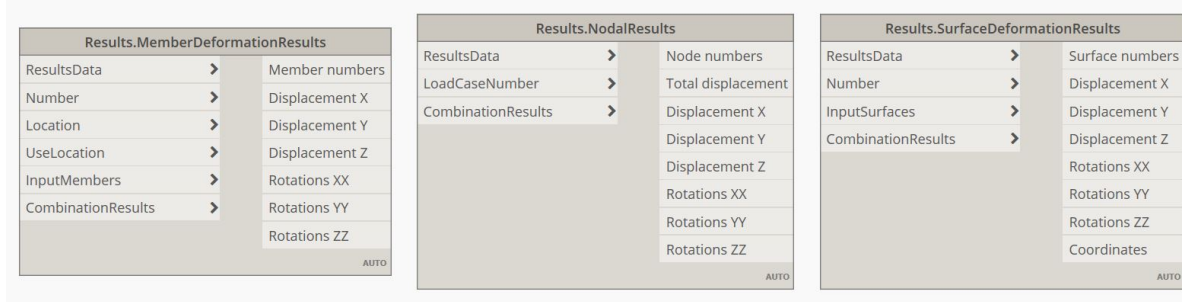 Results.MemberDeformationResults
ResultsData
Member numbers
Number
Displacement X
Location
Displacement Y
UseLocation
Displacement Z
InputMembers
Rotations XX
CombinationResults
Rotations YY
Rotations ZZ
AUTO
Results.NodalResults
ResultsData
Node numbers
LoadCaseNumber
Total displacement
CombinationResults
Displacement X
Displacement Y
Displacement Z
Rotations XX
Rotations YY
Rotations ZZ
AUTO
Results.SurfaceDeformationResults
ResultsData
Surface numbers
Number
Displacement X
InputSurfaces
Displacement Y
CombinationResults
Displacement Z
Rotations XX
Rotations YY
Rotations ZZ
Coordinates
AUTO